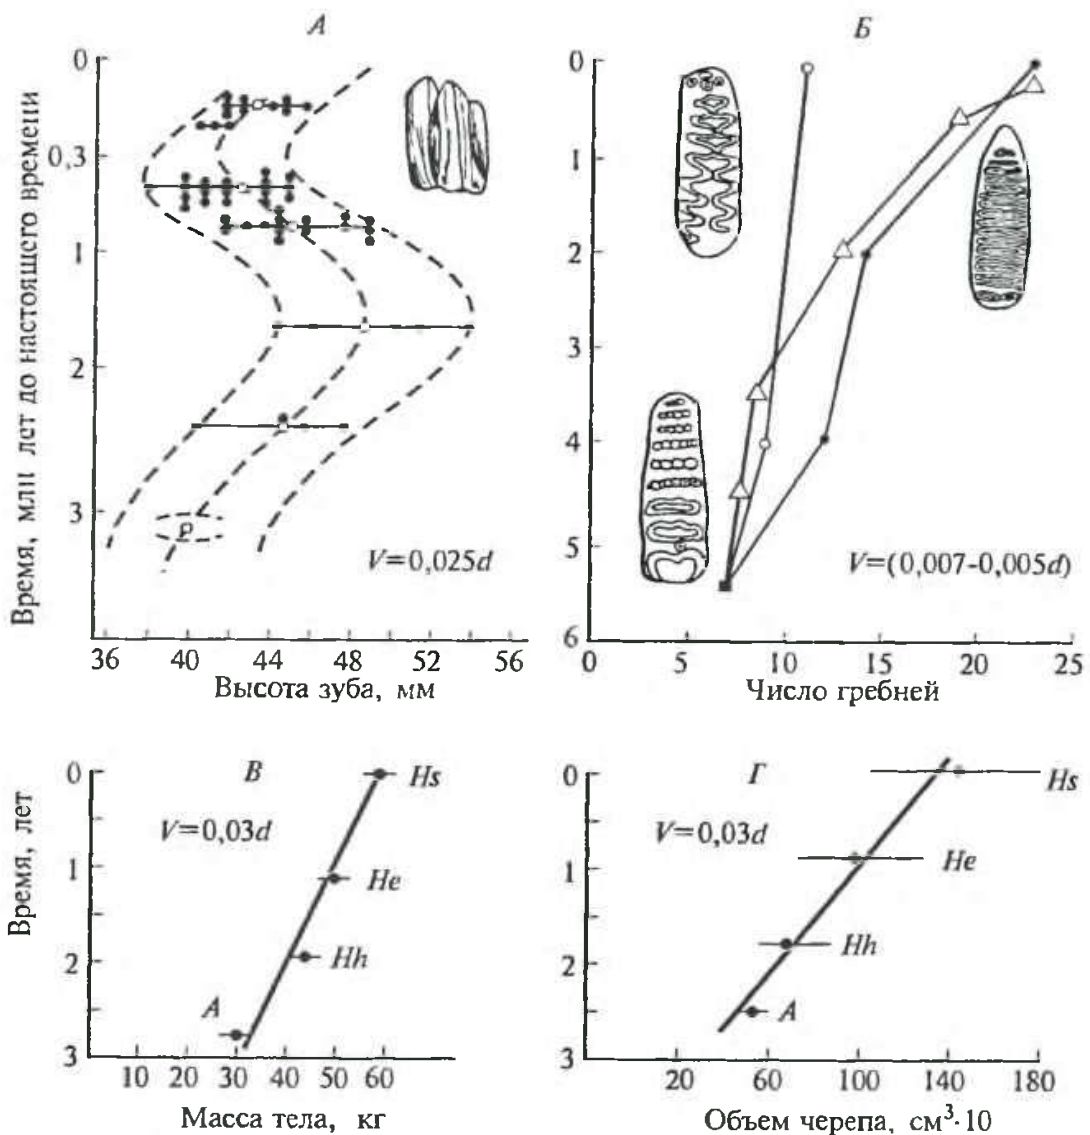 А
Б
Время, млн лет до настоящего времени
0
0,3
1
2
3
P
V=0,025d
36 40 44 48 52 56
Высота зуба, мм
0
1
2
3
4
5
6
V=(0,007-0,005d)
0 5 10 15 20 25
Число гребней
В
Время, лет
0
1
2
3
V=0,03d
Hs
He
Hh
A
10 20 30 40 50 60
Масса тела, кг
Г
0
1
2
3
V=0,03d
Hs
He
Hh
A
20 60 100 140 180
Объем черепа, см³·10